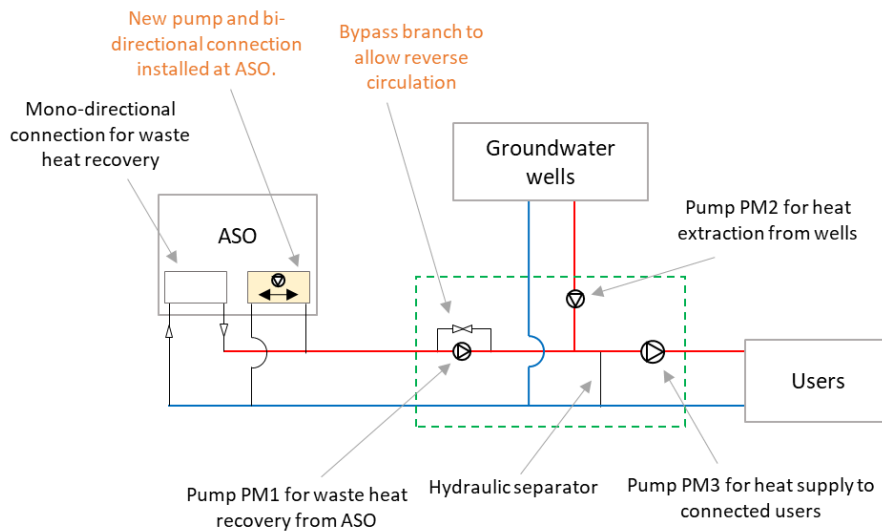 New pump and bi-
directional connection
installed at ASO.
Bypass branch to
allow reverse
circulation
Mono-directional
connection for waste
heat recovery
Groundwater
wells
Pump PM2 for heat
extraction from wells
ASO
Users
Pump PM1 for waste heat
recovery from ASO
Hydraulic separator
Pump PM3 for heat supply to
connected users